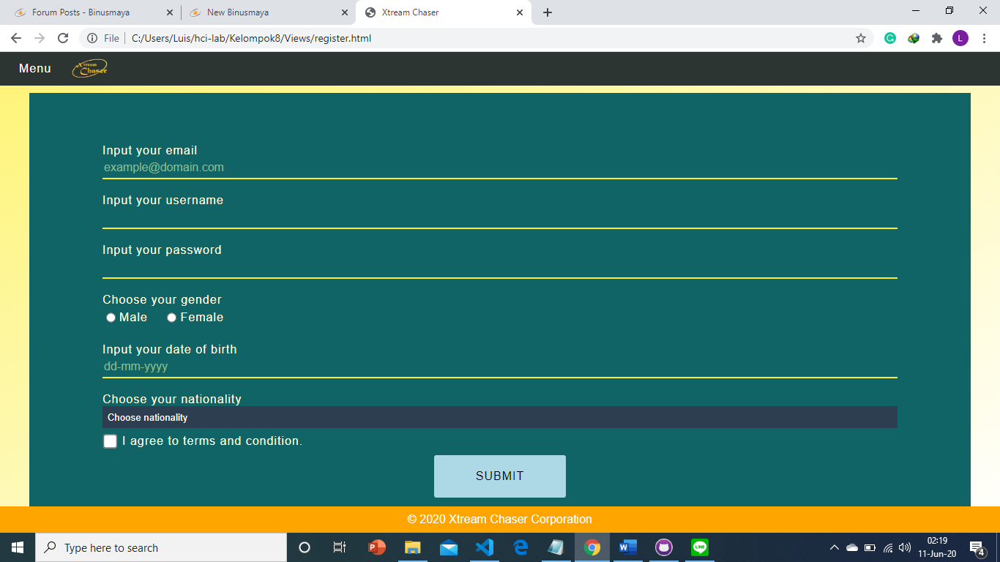 Forum Posts - Binusmaya
New Binusmaya
Xtream Chaser
File
C:/Users/Luis/hci-lab/Kelompok8/Views/register.html
L
Menu
Xtream
Chaser
Input your email
example@domain.com
Input your username
Input your password
Choose your gender
Male Female
Input your date of birth
dd-mm-yyyy
Choose your nationality
Choose nationality
I agree to terms and condition.
SUBMIT
© 2020 Xtream Chaser Corporation
Type here to search
LINE
02:19
11-Jun-20
4